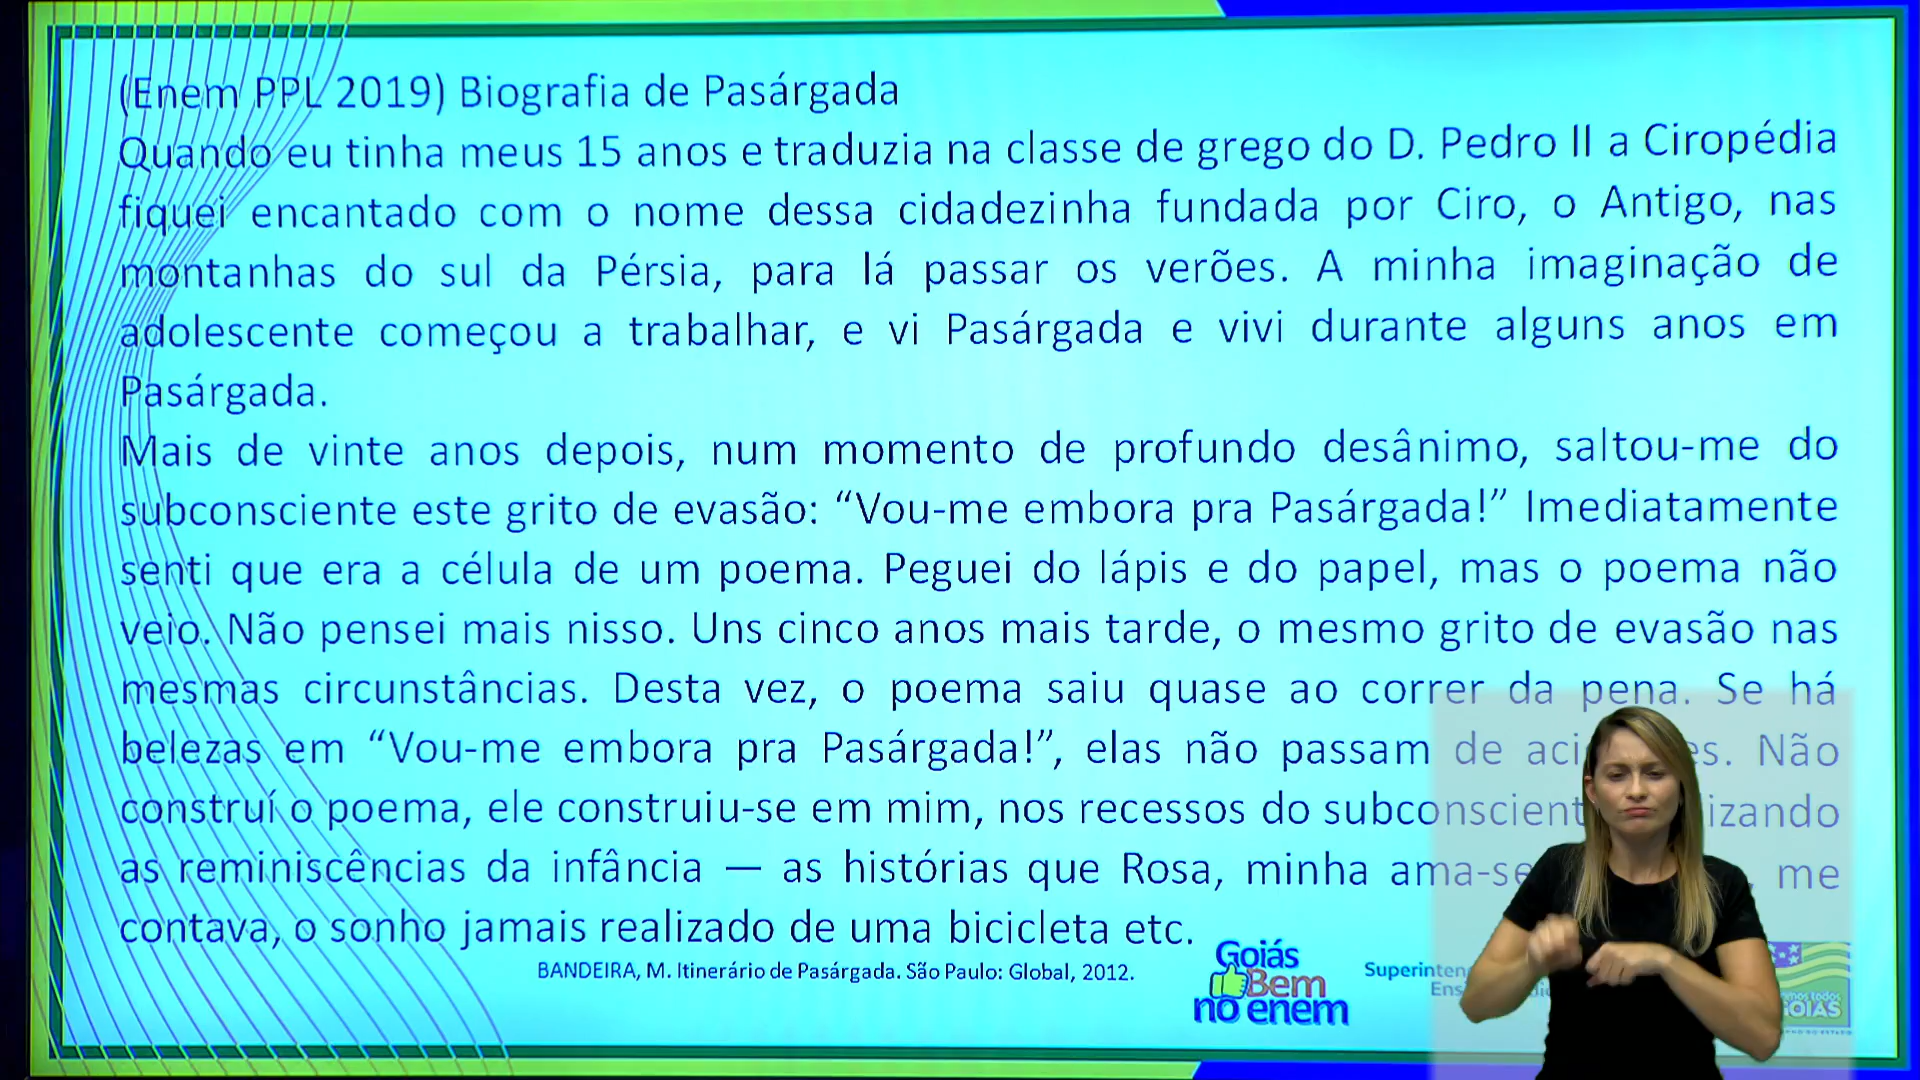 (Enem PPL 2019) Biografia de Pasárgada
Quando eu tinha meus 15 anos e traduzia na classe de grego do D. Pedro II a Ciropédia
fiquei encantado com o nome dessa cidadezinha fundada por Ciro, o Antigo, nas
montanhas do sul da Pérsia, para lá passar os verões. A minha imaginação de
adolescente começou a trabalhar, e vi Pasárgada e vivi durante alguns anos em
Pasárgada.
Mais de vinte anos depois, num momento de profundo desânimo, saltou-me do
subconsciente este grito de evasão: “Vou-me embora pra Pasárgada!” Imediatamente
senti que era a célula de um poema. Peguei do lápis e do papel, mas o poema não
veio. Não pensei mais nisso. Uns cinco anos mais tarde, o mesmo grito de evasão nas
mesmas circunstâncias. Desta vez, o poema saiu quase ao correr da pena. Se há
belezas em “Vou-me embora pra Pasárgada!”, elas não passam de Não
construí o poema, ele construiu-se em mim, nos recessos do
as reminiscências da infância — as histórias que Rosa, minha me
contava, o sonho jamais realizado de uma bicicleta etc.
BANDEIRA, M. Itinerário de Pasárgada. São Paulo: Global, 2012.
Goiás
Bem
no enem
GOIÁS